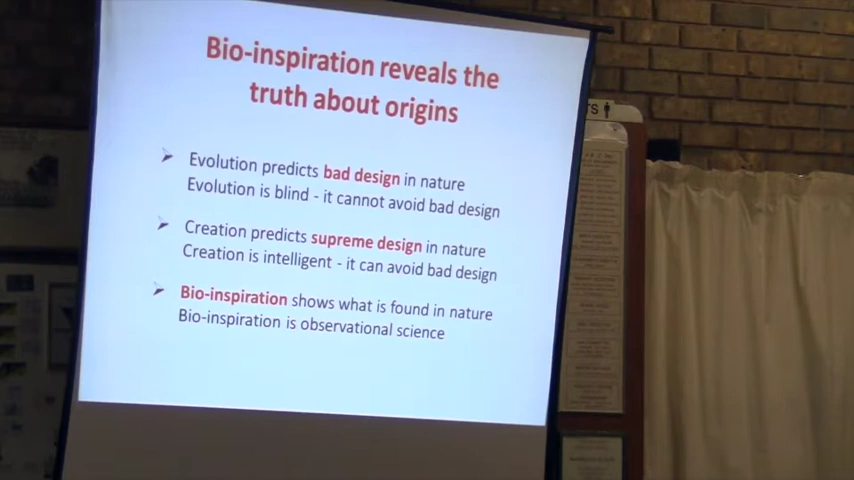 Bio-inspiration reveals the
truth about origins
Evolution predicts bad design in nature
Evolution is blind - it cannot avoid bad design
Creation predicts supreme design in nature
Creation is intelligent - it can avoid bad design
Bio-inspiration shows what is found in nature
Bio-inspiration is observational science
TS